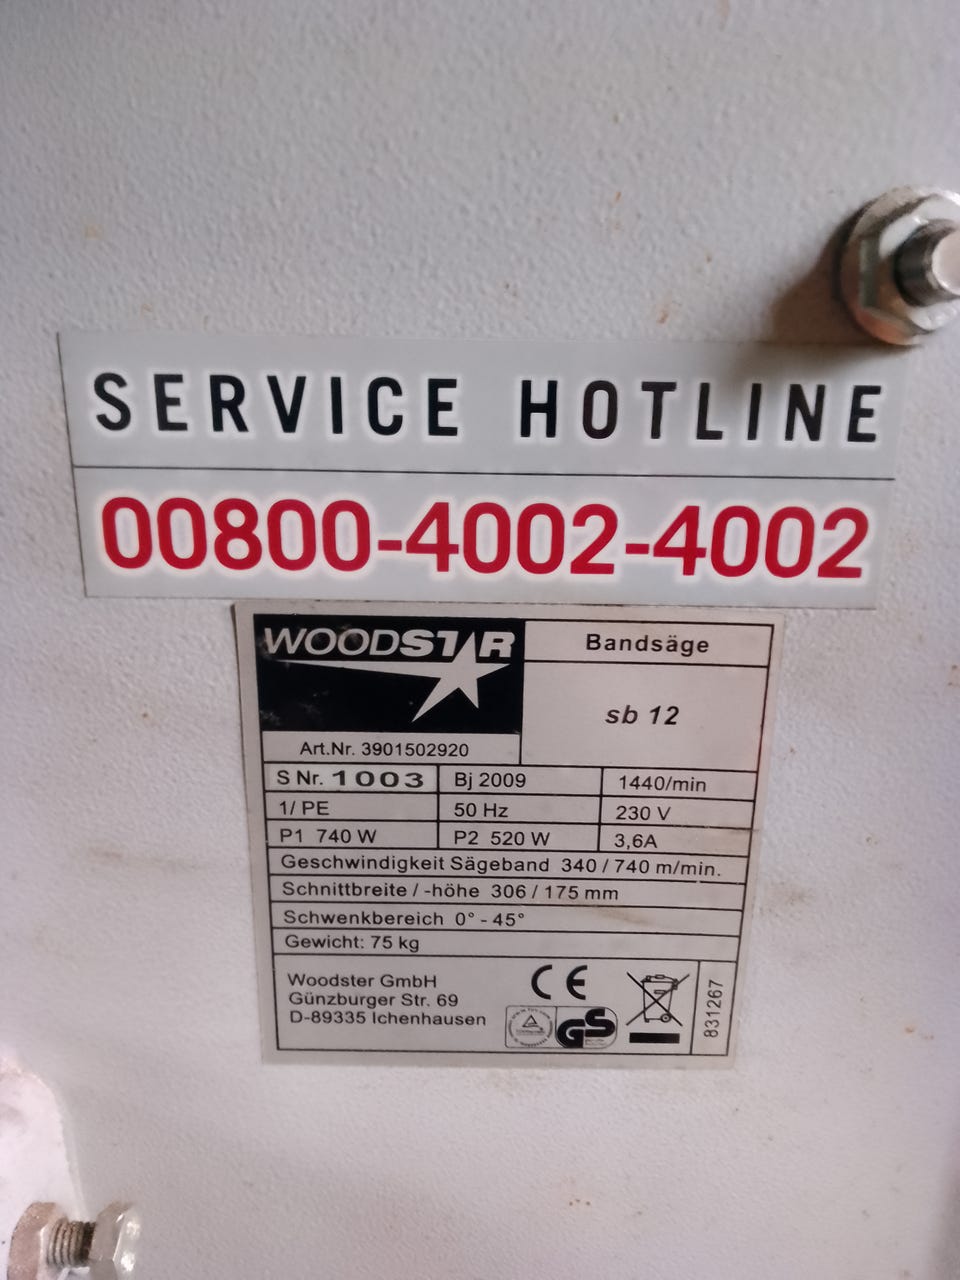 SERVICE HOTLINE
00800-4002-4002
WOODSTAR
Bandsäge
sb 12
Art.Nr. 3901502920
S Nr. 1003 Bj 2009 1440/min
1/ PE 50 Hz 230 V
P1 740 W P2 520 W 3,6A
Geschwindigkeit Sägeband 340 / 740 m/min.
Schnittbreite / -höhe 306 / 175 mm
Schwenkbereich 0° - 45°
Gewicht: 75 kg
Woodster GmbH
Günzburger Str. 69
D-89335 Ichenhausen
CE
GS
831267